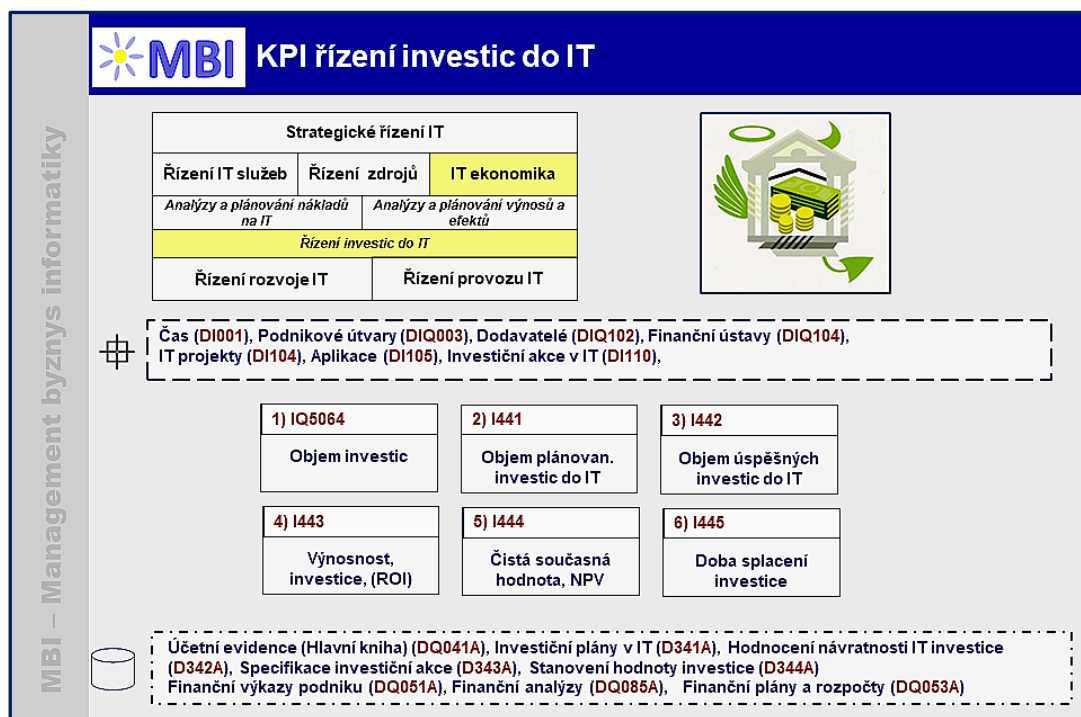 MBI – Management byznys informatiky
MBI
KPI řízení investic do IT
Strategické řízení IT
Řízení IT služeb
Řízení zdrojů
IT ekonomika
Analýzy a plánování nákladů
na IT
Analýzy a plánování výnosů a
efektů
Řízení investic do IT
Řízení rozvoje IT
Řízení provozu IT
Čas (DI001), Podnikové útvary (DIQ003), Dodavatelé (DIQ102), Finanční ústavy (DIQ104),
IT projekty (DI104), Aplikace (DI105), Investiční akce v IT (DI110),
1) IQ5064
Objem investic
2) I441
Objem plánovan.
investic do IT
3) I442
Objem úspěšných
investic do IT
4) I443
Výnosnost,
investice, (ROI)
5) I444
Čistá současná
hodnota, NPV
6) I445
Doba splacení
investice
Účetní evidence (Hlavní kniha) (DQ041A), Investiční plány v IT (D341A), Hodnocení návratnosti IT investice
(D342A), Specifikace investiční akce (D343A), Stanovení hodnoty investice (D344A)
Finanční výkazy podniku (DQ051A), Finanční analýzy (DQ085A), Finanční plány a rozpočty (DQ053A)